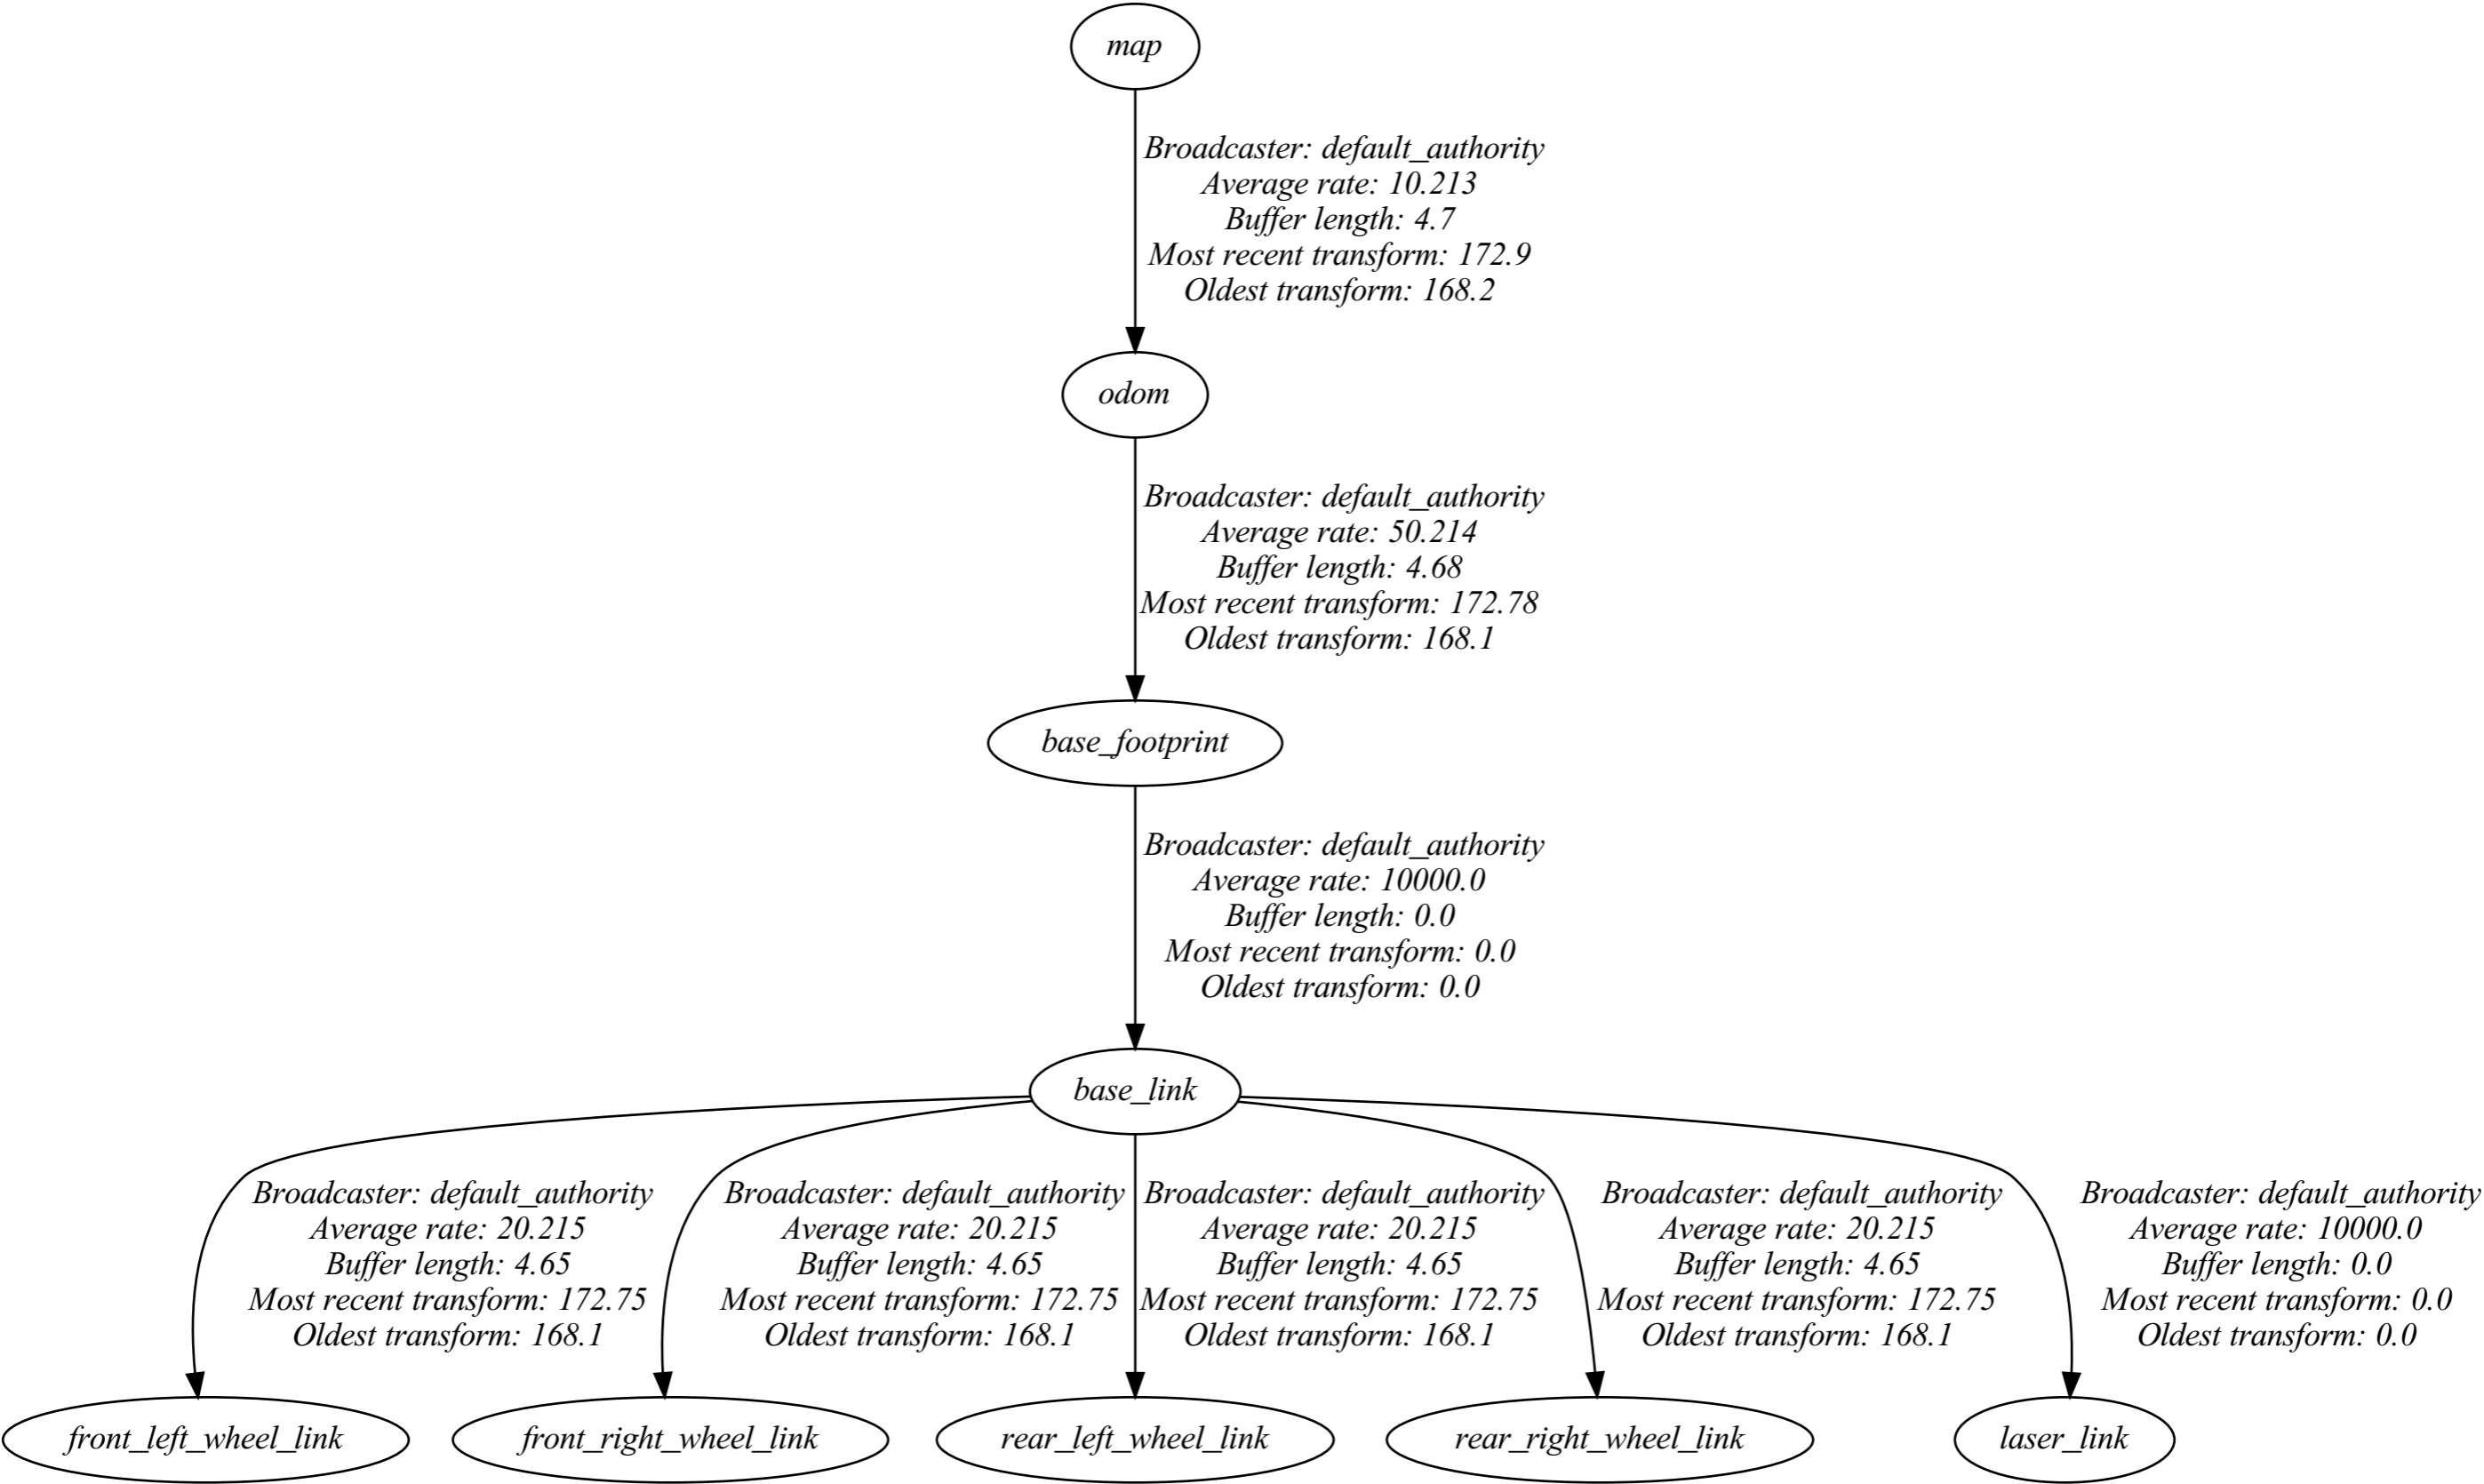 map
Broadcaster: default_authority
Average rate: 10.213
Buffer length: 4.7
Most recent transform: 172.9
Oldest transform: 168.2
odom
Broadcaster: default_authority
Average rate: 50.214
Buffer length: 4.68
Most recent transform: 172.78
Oldest transform: 168.1
base_footprint
Broadcaster: default_authority
Average rate: 10000.0
Buffer length: 0.0
Most recent transform: 0.0
Oldest transform: 0.0
base_link
Broadcaster: default_authority
Average rate: 20.215
Buffer length: 4.65
Most recent transform: 172.75
Oldest transform: 168.1
Broadcaster: default_authority
Average rate: 20.215
Buffer length: 4.65
Most recent transform: 172.75
Oldest transform: 168.1
Broadcaster: default_authority
Average rate: 20.215
Buffer length: 4.65
Most recent transform: 172.75
Oldest transform: 168.1
Broadcaster: default_authority
Average rate: 20.215
Buffer length: 4.65
Most recent transform: 172.75
Oldest transform: 168.1
Broadcaster: default_authority
Average rate: 10000.0
Buffer length: 0.0
Most recent transform: 0.0
Oldest transform: 0.0
front_left_wheel_link
front_right_wheel_link
rear_left_wheel_link
rear_right_wheel_link
laser_link